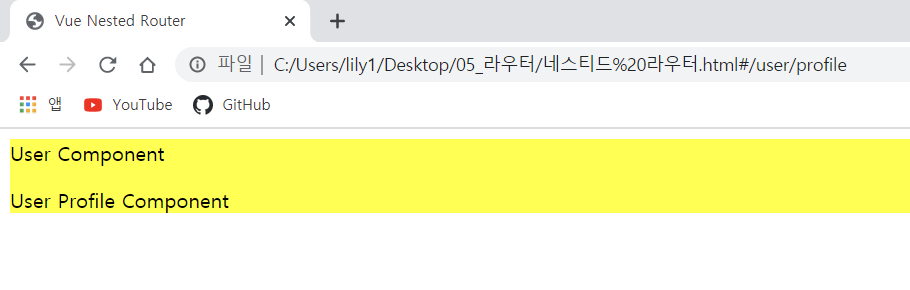 Vue Nested Router
파일 | C:/Users/lily1/Desktop/05_라우터/네스티드%20라우터.html#/user/profile
앱 YouTube GitHub
User Component
User Profile Component